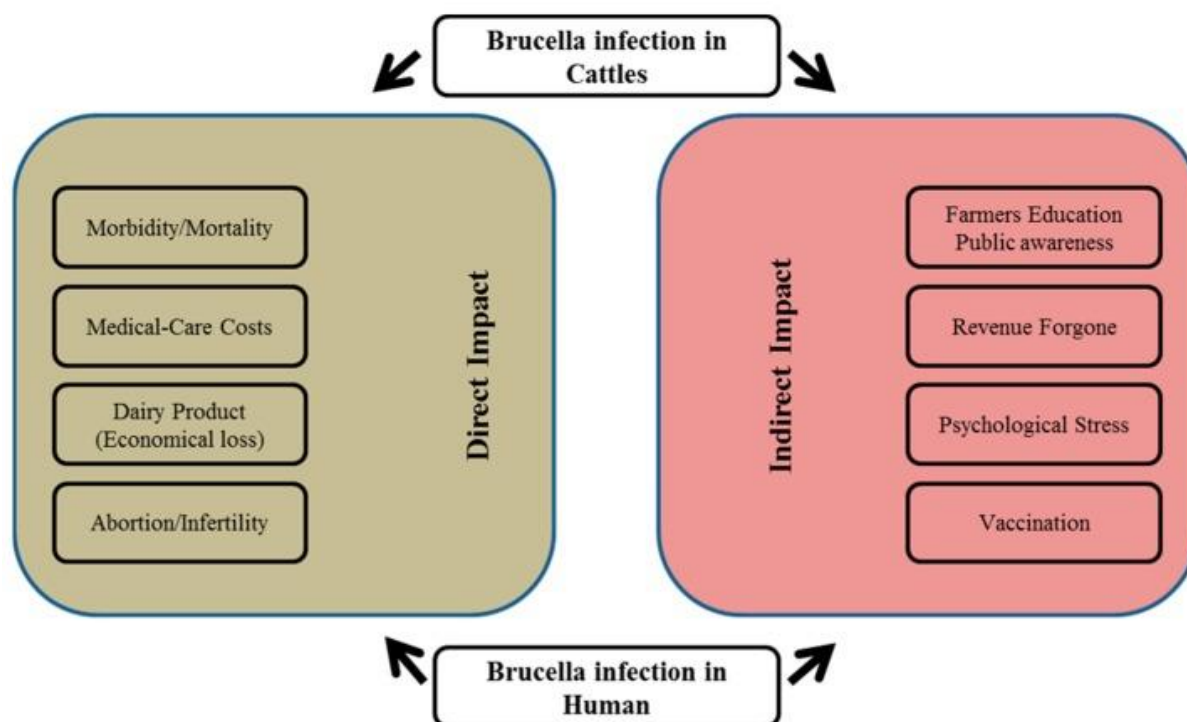 Brucella infection in
Cattles
Morbidity/Mortality
Medical-Care Costs
Dairy Product
(Economical loss)
Abortion/Infertility
Direct Impact
Indirect Impact
Farmers Education
Public awareness
Revenue Forgone
Psychological Stress
Vaccination
Brucella infection in
Human